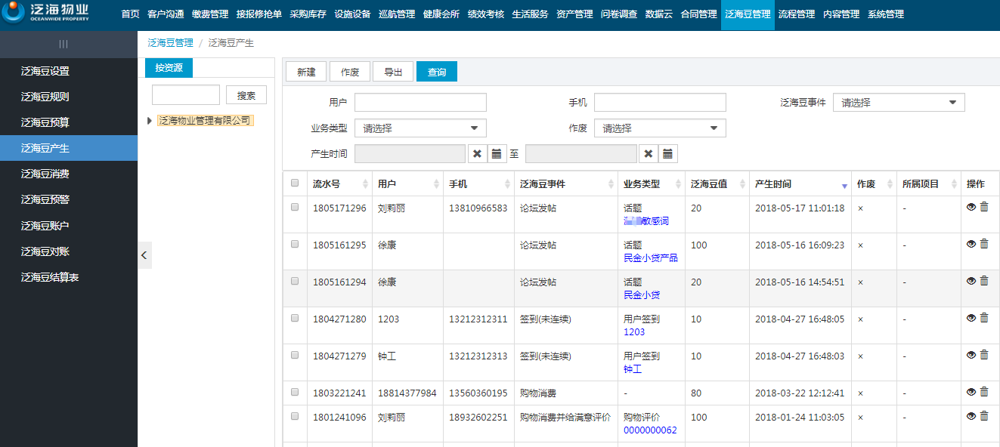 泛海物业
OCEANWIDE PROPERTY
首页 客户沟通 缴费管理 接报修抢单 采购库存 设施设备 巡航管理 健康会所 绩效考核 生活服务 资产管理 问卷调查 数据云 合同管理 泛海豆管理 流程管理 内容管理 系统管理
泛海豆设置
泛海豆规则
泛海豆预算
泛海豆产生
泛海豆消费
泛海豆预警
泛海豆账户
泛海豆对账
泛海豆结算表
泛海豆管理 / 泛海豆产生
按资源
搜索
泛海物业管理有限公司
新建 作废 导出 查询
用户 手机 泛海豆事件 请选择
业务类型 请选择 作废 请选择
产生时间 至
流水号 用户 手机 泛海豆事件 业务类型 泛海豆值 产生时间 作废 所属项目 操作
1805171296 刘莉丽 13810966583 论坛发帖 话题 20 2018-05-17 11:01:18 × -
敏感词
1805161295 徐康 论坛发帖 话题 100 2018-05-16 16:09:23 × -
民金小贷产品
1805161294 徐康 论坛发帖 话题 20 2018-05-16 14:54:51 × -
民金小贷
1804271280 1203 13212312311 签到(未连续) 用户签到 10 2018-04-27 16:48:05 × -
1203
1804271279 钟工 13212312313 签到(未连续) 用户签到 10 2018-04-27 16:48:03 × -
钟工
1803221241 18814377984 13560360195 购物消费 - 80 2018-03-22 12:12:41 × -
1801241096 刘莉丽 18932602251 购物消费并给满意评价 购物评价 100 2018-01-24 11:03:05 × -
0000000062